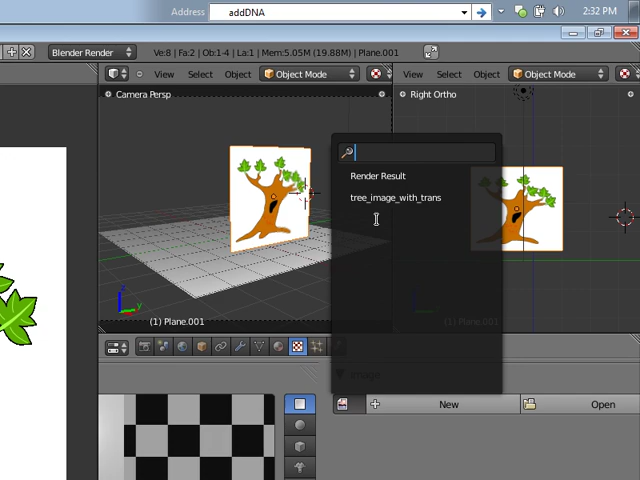 Address addDNA 2:32 PM
Blender Render Ve:8 | Fa:2 | Ob:1-4 | La:1 | Mem:5.05M (19.88M) | Plane.001
View Select Object Object Mode View Select Object Object Mode
Camera Persp Right Ortho
Render Result
tree_image_with_trans
z
y
(1) Plane.001 (1) Plane.001
Image
New Open